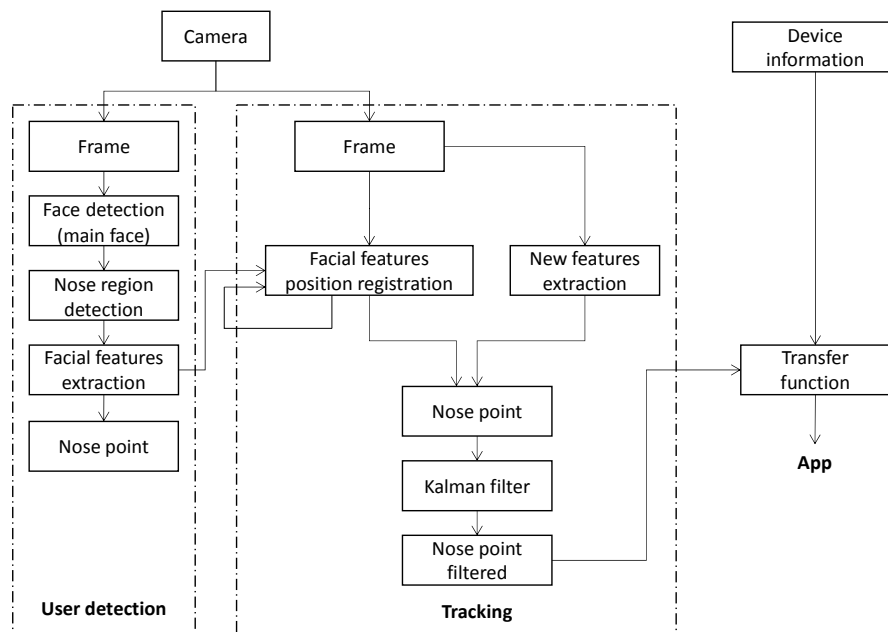 Camera
Device
information
Frame
Frame
Face detection
(main face)
Facial features
position registration
New features
extraction
Nose region
detection
Facial features
extraction
Transfer
function
Nose point
Nose point
App
Kalman filter
Nose point
filtered
User detection
Tracking